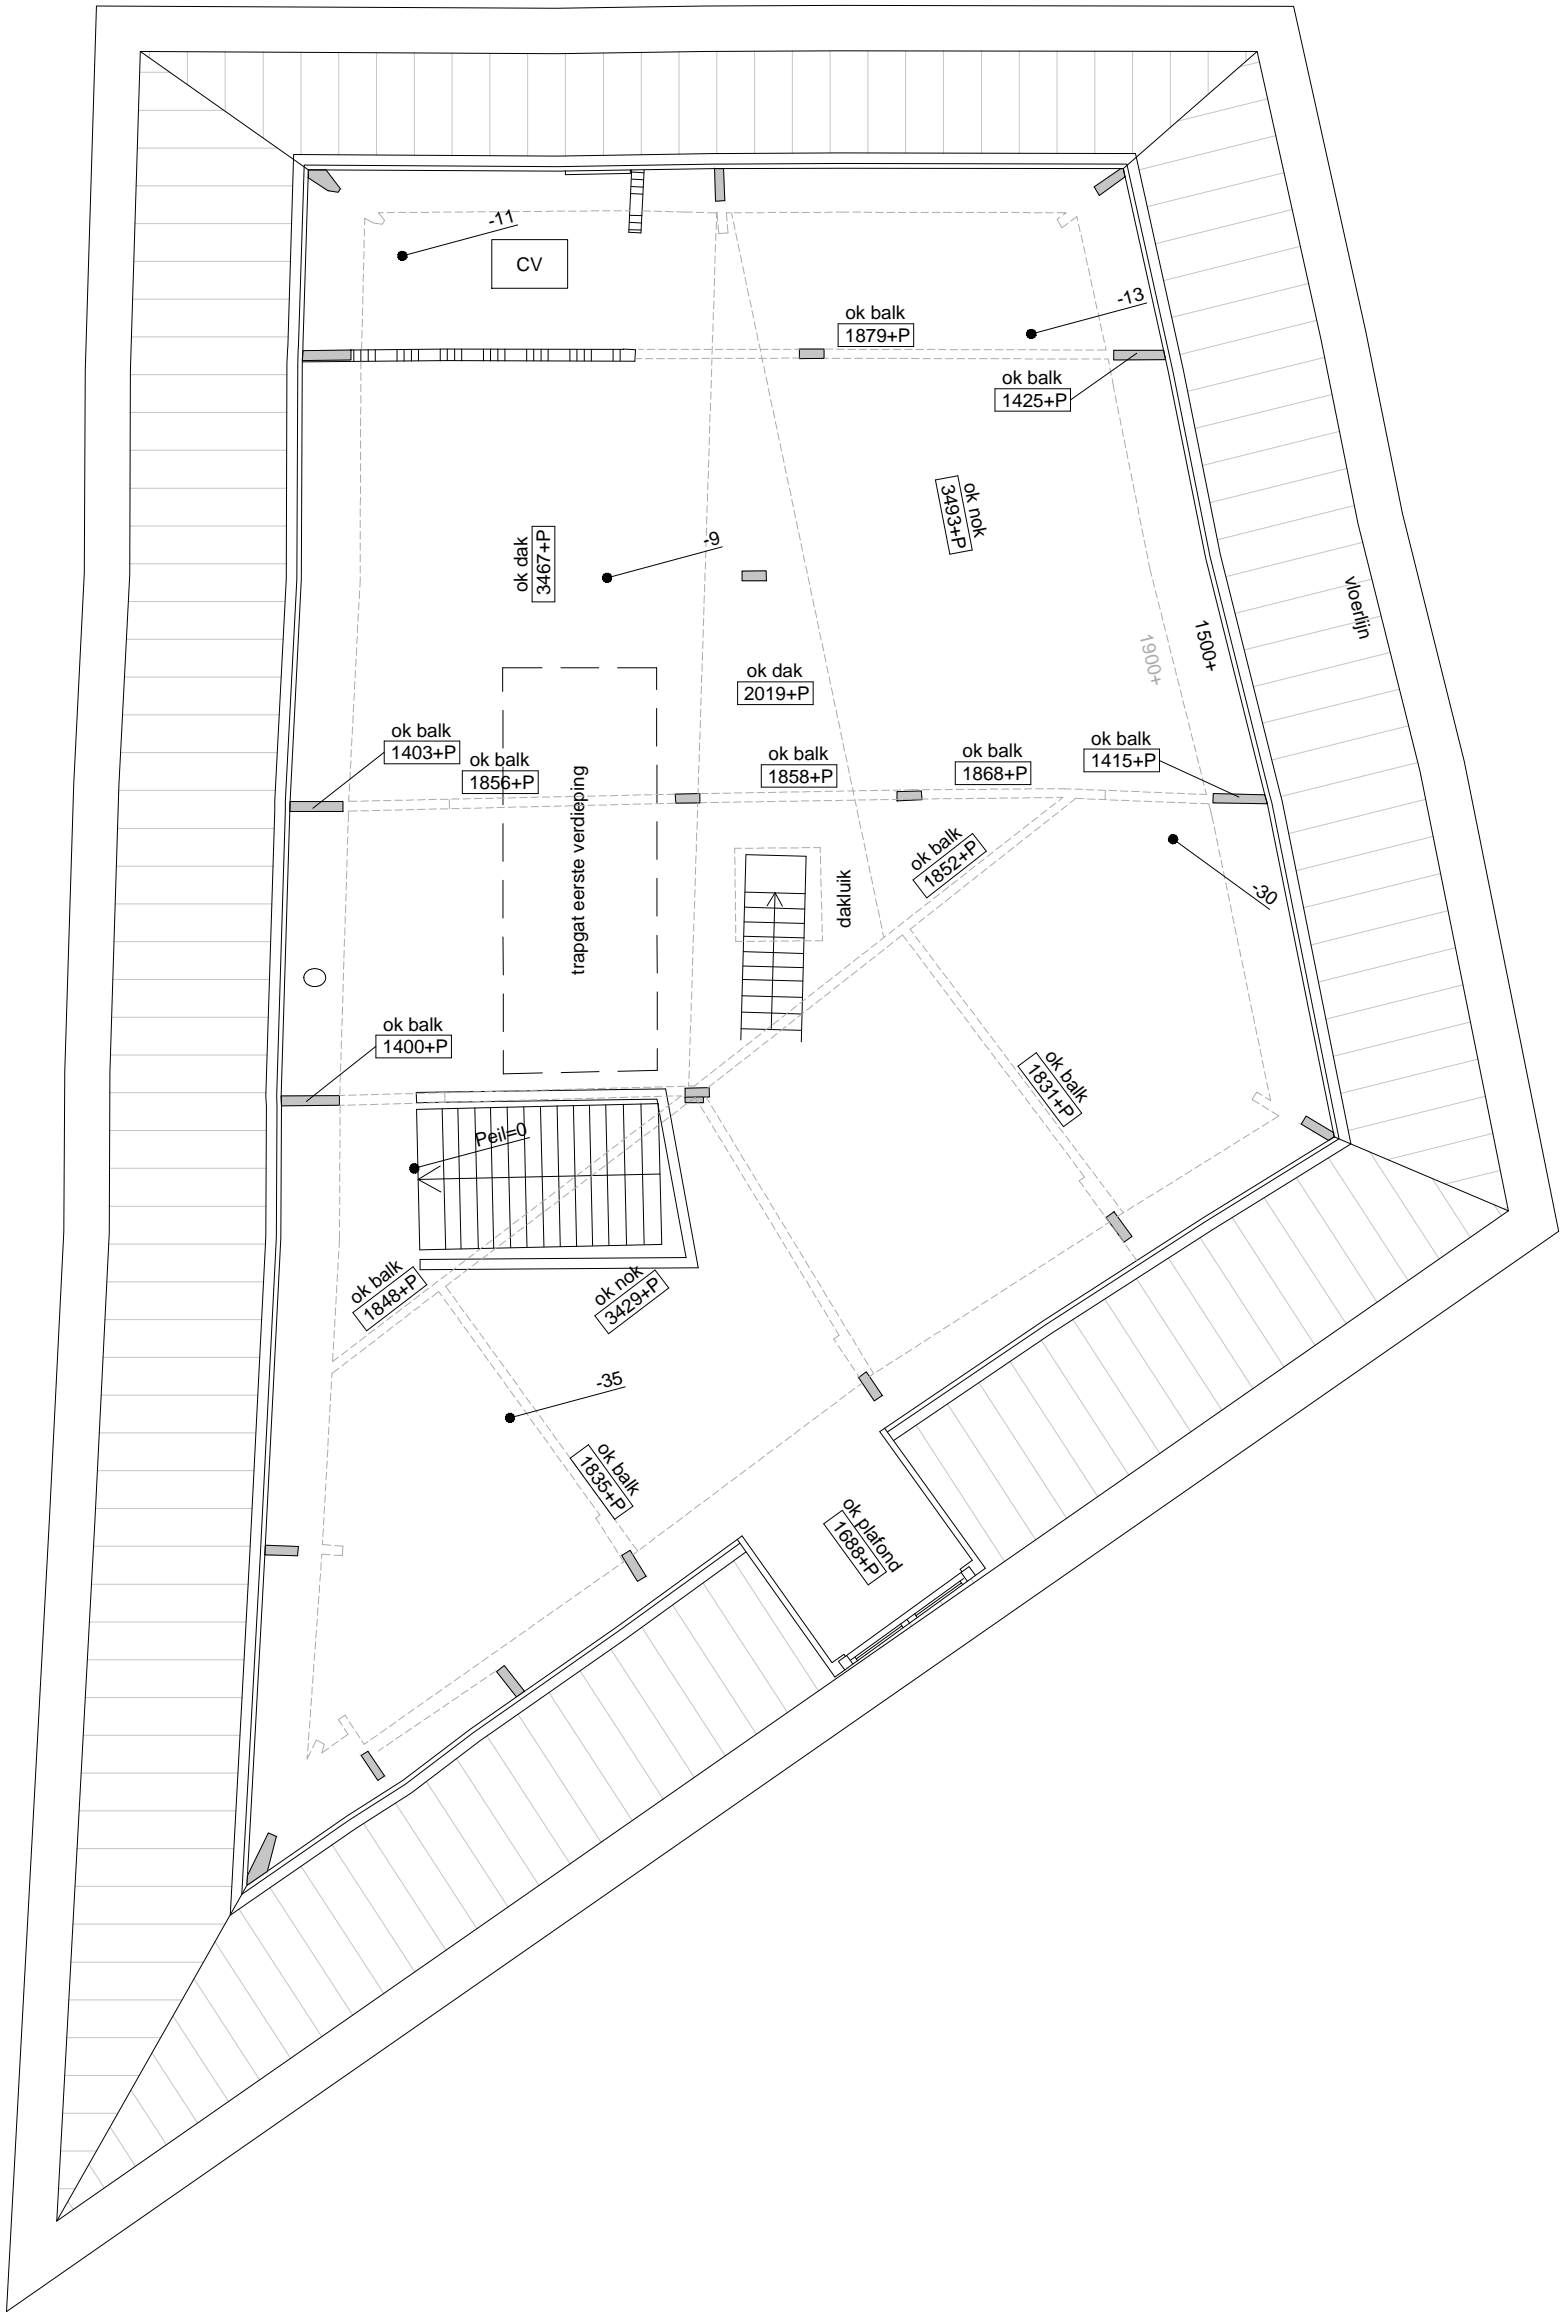 -11
CV
-13
ok balk
1879+P
ok balk
1425+P
ok nok
3493+P
ok dak
3467+P
-9
vloerlijn
1500+
1900+
ok dak
2019+P
ok balk
1403+P
ok balk
1856+P
ok balk
1858+P
ok balk
1868+P
ok balk
1415+P
trapgat eerste verdieping
dakluik
ok balk
1852+P
-30
ok balk
1400+P
ok balk
1831+P
Peil=0
ok balk
1848+P
ok nok
3429+P
-35
ok balk
1835+P
ok plafond
1688+P